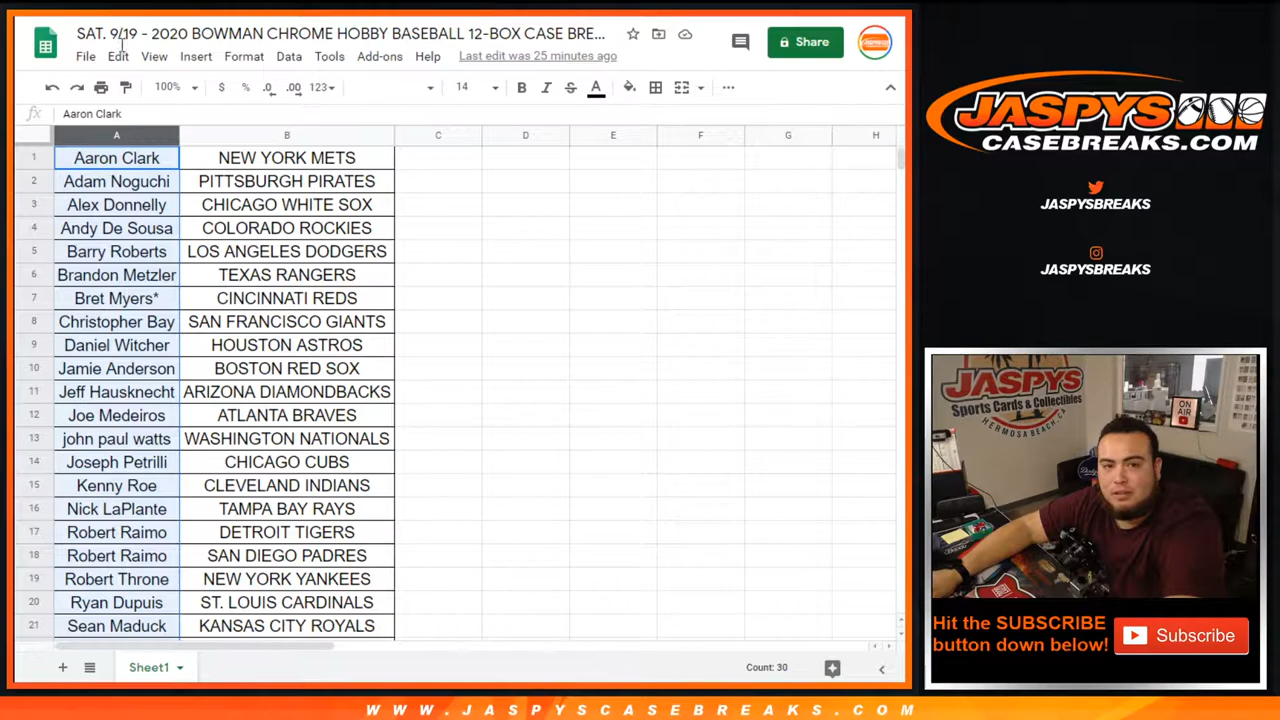 SAT. 9/19 - 2020 BOWMAN CHROME HOBBY BASEBALL 12-BOX CASE BRE...
File Edit View Insert Format Data Tools Add-ons Help Last edit was 25 minutes ago
Share
100% $ % .0 .00 123 14 B I S A
fx Aaron Clark
A B C D E F G H
1 Aaron Clark NEW YORK METS
2 Adam Noguchi PITTSBURGH PIRATES
3 Alex Donnelly CHICAGO WHITE SOX
4 Andy De Sousa COLORADO ROCKIES
5 Barry Roberts LOS ANGELES DODGERS
6 Brandon Metzler TEXAS RANGERS
7 Bret Myers* CINCINNATI REDS
8 Christopher Bay SAN FRANCISCO GIANTS
9 Daniel Witcher HOUSTON ASTROS
10 Jamie Anderson BOSTON RED SOX
11 Jeff Hausknecht ARIZONA DIAMONDBACKS
12 Joe Medeiros ATLANTA BRAVES
13 john paul watts WASHINGTON NATIONALS
14 Joseph Petrilli CHICAGO CUBS
15 Kenny Roe CLEVELAND INDIANS
16 Nick LaPlante TAMPA BAY RAYS
17 Robert Raimo DETROIT TIGERS
18 Robert Raimo SAN DIEGO PADRES
19 Robert Throne NEW YORK YANKEES
20 Ryan Dupuis ST. LOUIS CARDINALS
21 Sean Maduck KANSAS CITY ROYALS
Sheet1
Count: 30
JASPYS
CASEBREAKS.COM
JASPYSBREAKS
JASPYSBREAKS
JASPYS
Sports Cards & Collectibles
HERMOSA BEACH, CA
ON AIR
Hit the SUBSCRIBE
button down below!
Subscribe
WWW.JASPYSCASEBREAKS.COM